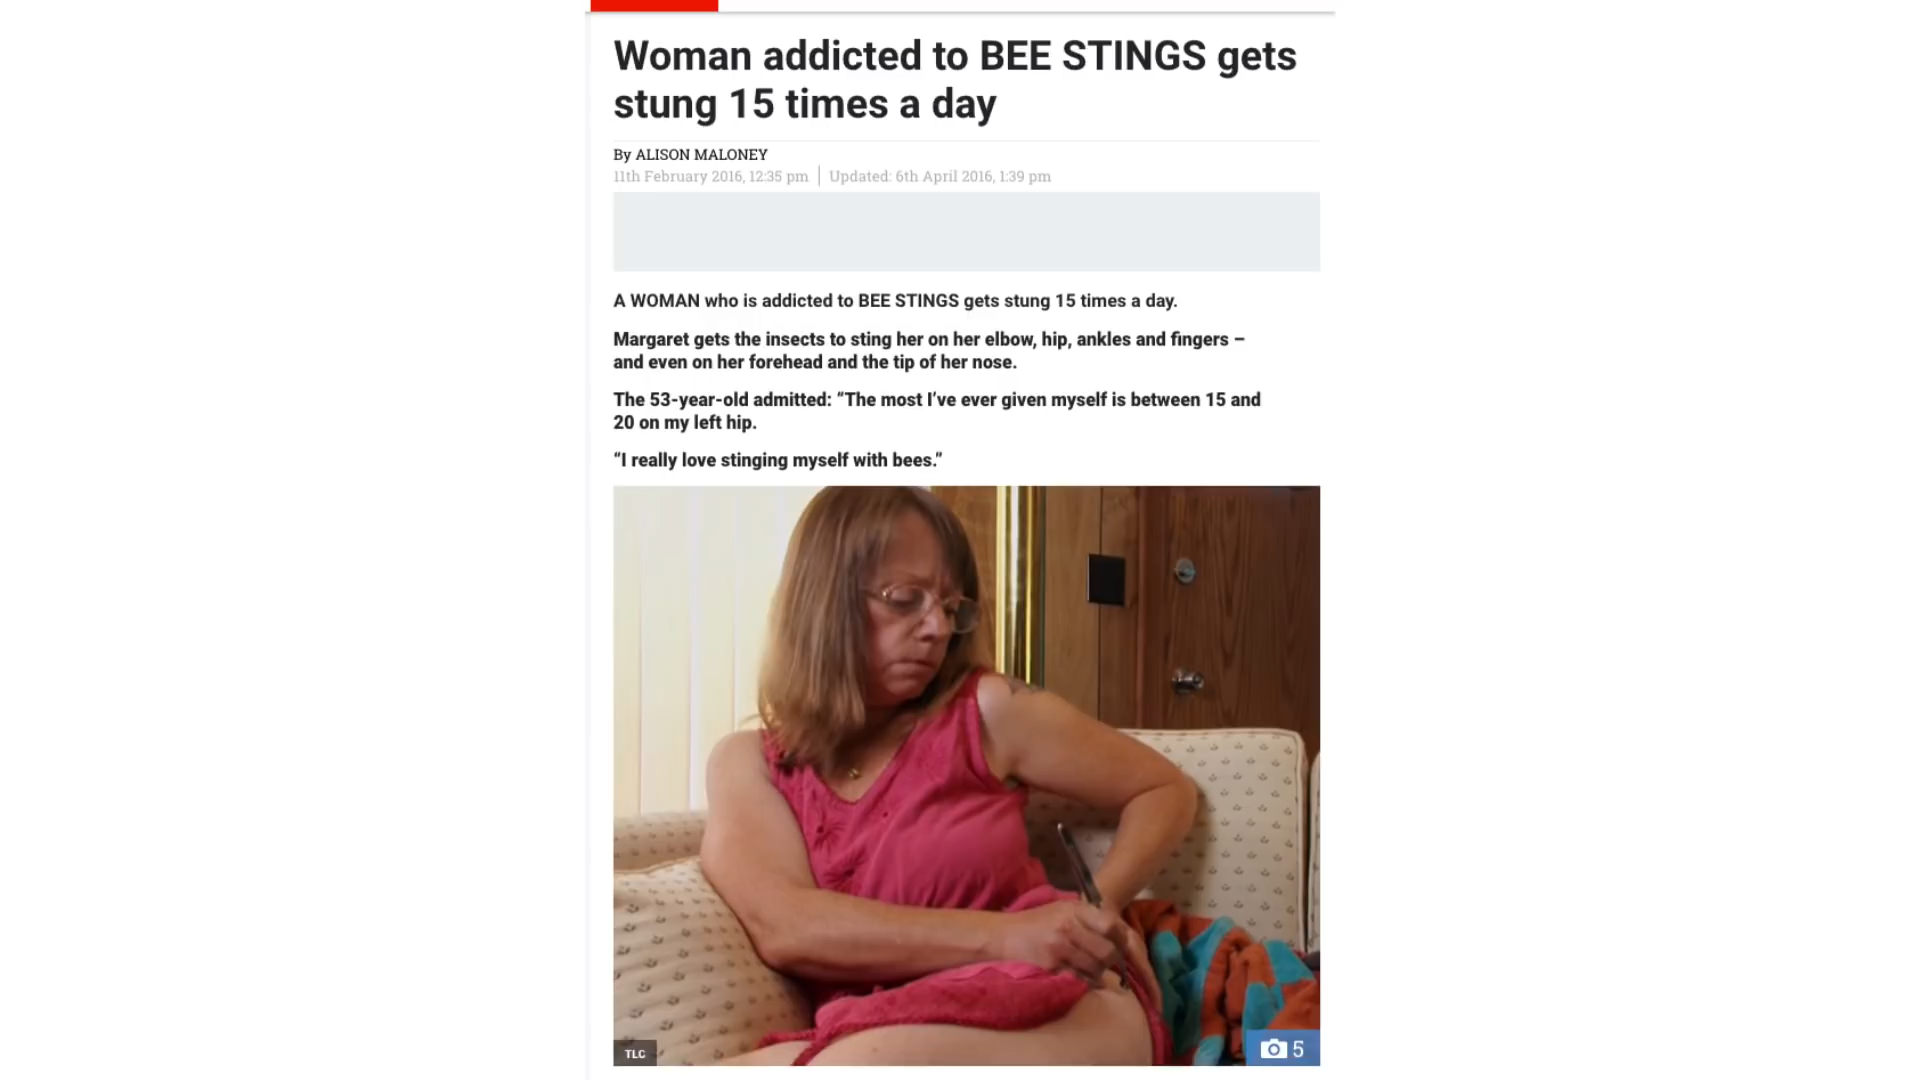 Woman addicted to BEE STINGS gets
stung 15 times a day
By ALISON MALONEY
11th February 2016, 12:35 pm | Updated: 6th April 2016, 1:39 pm
A WOMAN who is addicted to BEE STINGS gets stung 15 times a day.
Margaret gets the insects to sting her on her elbow, hip, ankles and fingers –
and even on her forehead and the tip of her nose.
The 53-year-old admitted: “The most I’ve ever given myself is between 15 and
20 on my left hip.
“I really love stinging myself with bees.”
TLC
5